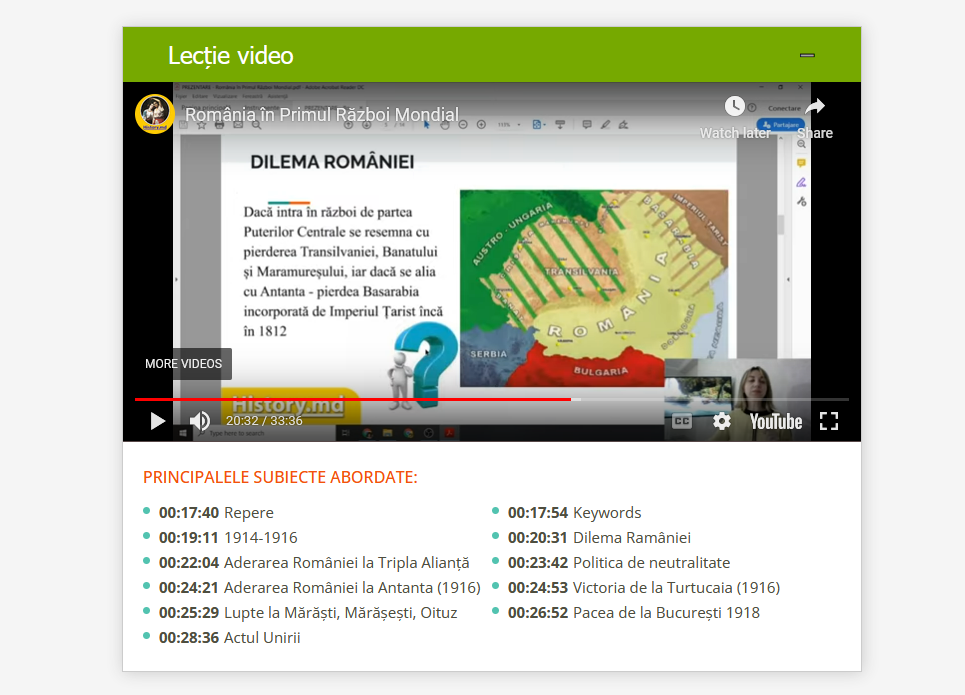 Lecție video
România în Primul Război Mondial
Watch later
Share
Conectare
Partajare
DILEMA ROMÂNIEI
Dacă intra în război de partea
Puterilor Centrale se resemna cu
pierderea Transilvaniei, Banatului
și Maramureșului, iar dacă se alia
cu Antanta - pierdea Basarabia
incorporată de Imperiul Țarist încă
în 1812
AUSTRO - UNGARIA
BASARABIA
IMPERIUL TARIST
TRANSILVANIA
ROMÂNIA
SERBIA
BULGARIA
MORE VIDEOS
History.md
20:32 / 33:36
CC
YouTube
Type here to search
PRINCIPALELE SUBIECTE ABORDATE:
00:17:40 Repere
00:17:54 Keywords
00:19:11 1914-1916
00:20:31 Dilema Ramâniei
00:22:04 Aderarea României la Tripla Alianță
00:23:42 Politica de neutralitate
00:24:21 Aderarea României la Antanta (1916)
00:24:53 Victoria de la Turtucaia (1916)
00:25:29 Lupte la Mărăști, Mărășești, Oituz
00:26:52 Pacea de la București 1918
00:28:36 Actul Unirii